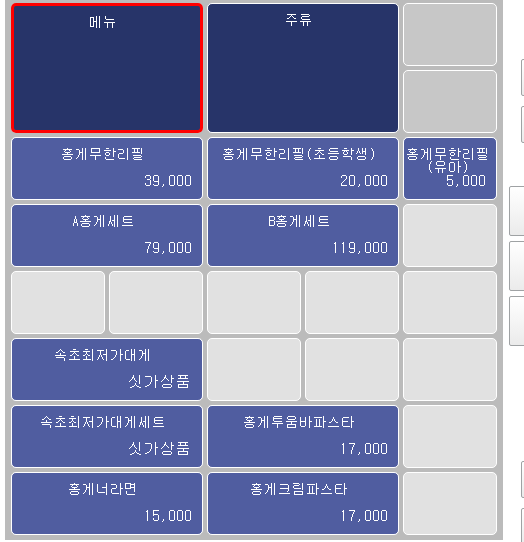 메뉴
주류
홍게무한리필
39,000
홍게무한리필(초등학생)
20,000
홍게무한리필
(유아)
5,000
A홍게세트
79,000
B홍게세트
119,000
속초최저가대게
싯가상품
속초최저가대게세트
싯가상품
홍게투움바파스타
17,000
홍게너라면
15,000
홍게크림파스타
17,000